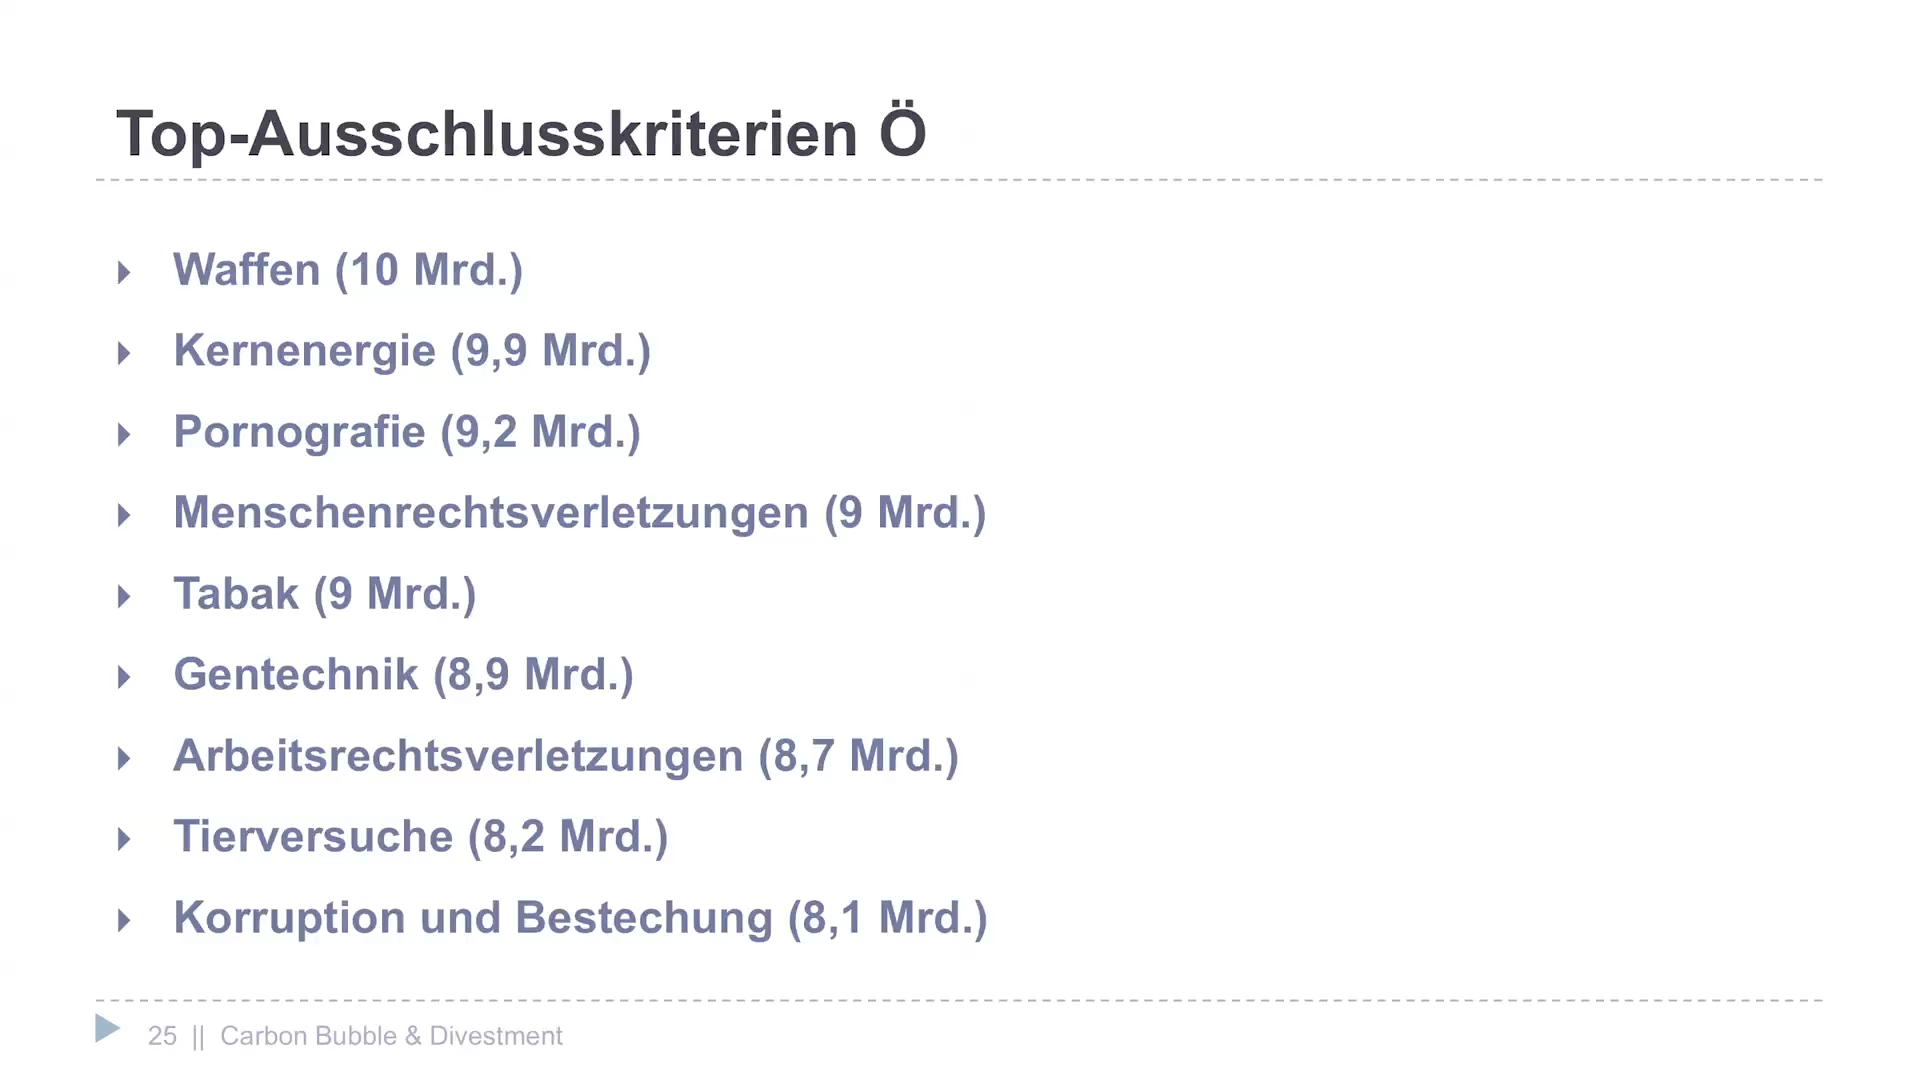 Top-Ausschlusskriterien Ö
Waffen (10 Mrd.)
Kernenergie (9,9 Mrd.)
Pornografie (9,2 Mrd.)
Menschenrechtsverletzungen (9 Mrd.)
Tabak (9 Mrd.)
Gentechnik (8,9 Mrd.)
Arbeitsrechtsverletzungen (8,7 Mrd.)
Tierversuche (8,2 Mrd.)
Korruption und Bestechung (8,1 Mrd.)
25 || Carbon Bubble & Divestment